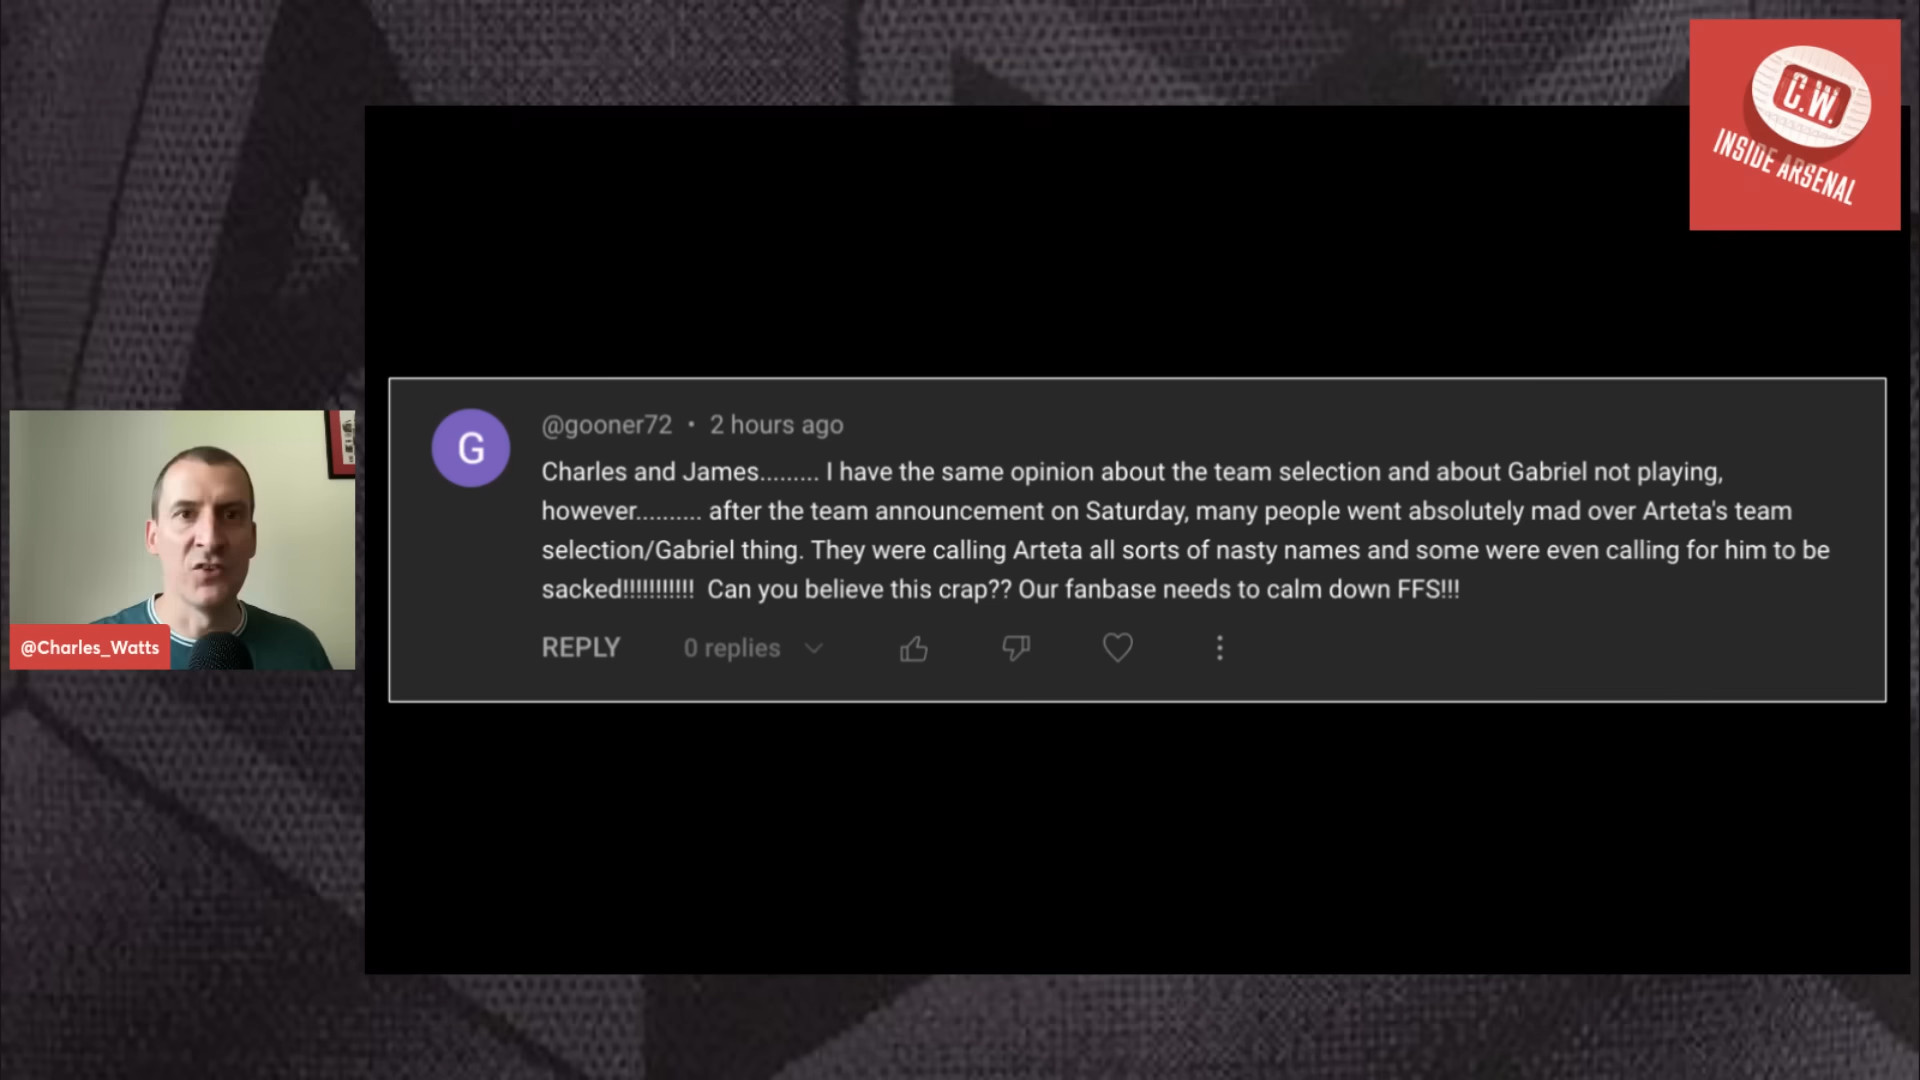 C.W.
INSIDE ARSENAL
G
@gooner72 • 2 hours ago
Charles and James......... I have the same opinion about the team selection and about Gabriel not playing,
however.......... after the team announcement on Saturday, many people went absolutely mad over Arteta's team
selection/Gabriel thing. They were calling Arteta all sorts of nasty names and some were even calling for him to be
sacked!!!!!!!!!!! Can you believe this crap?? Our fanbase needs to calm down FFS!!!
REPLY 0 replies
@Charles_Watts